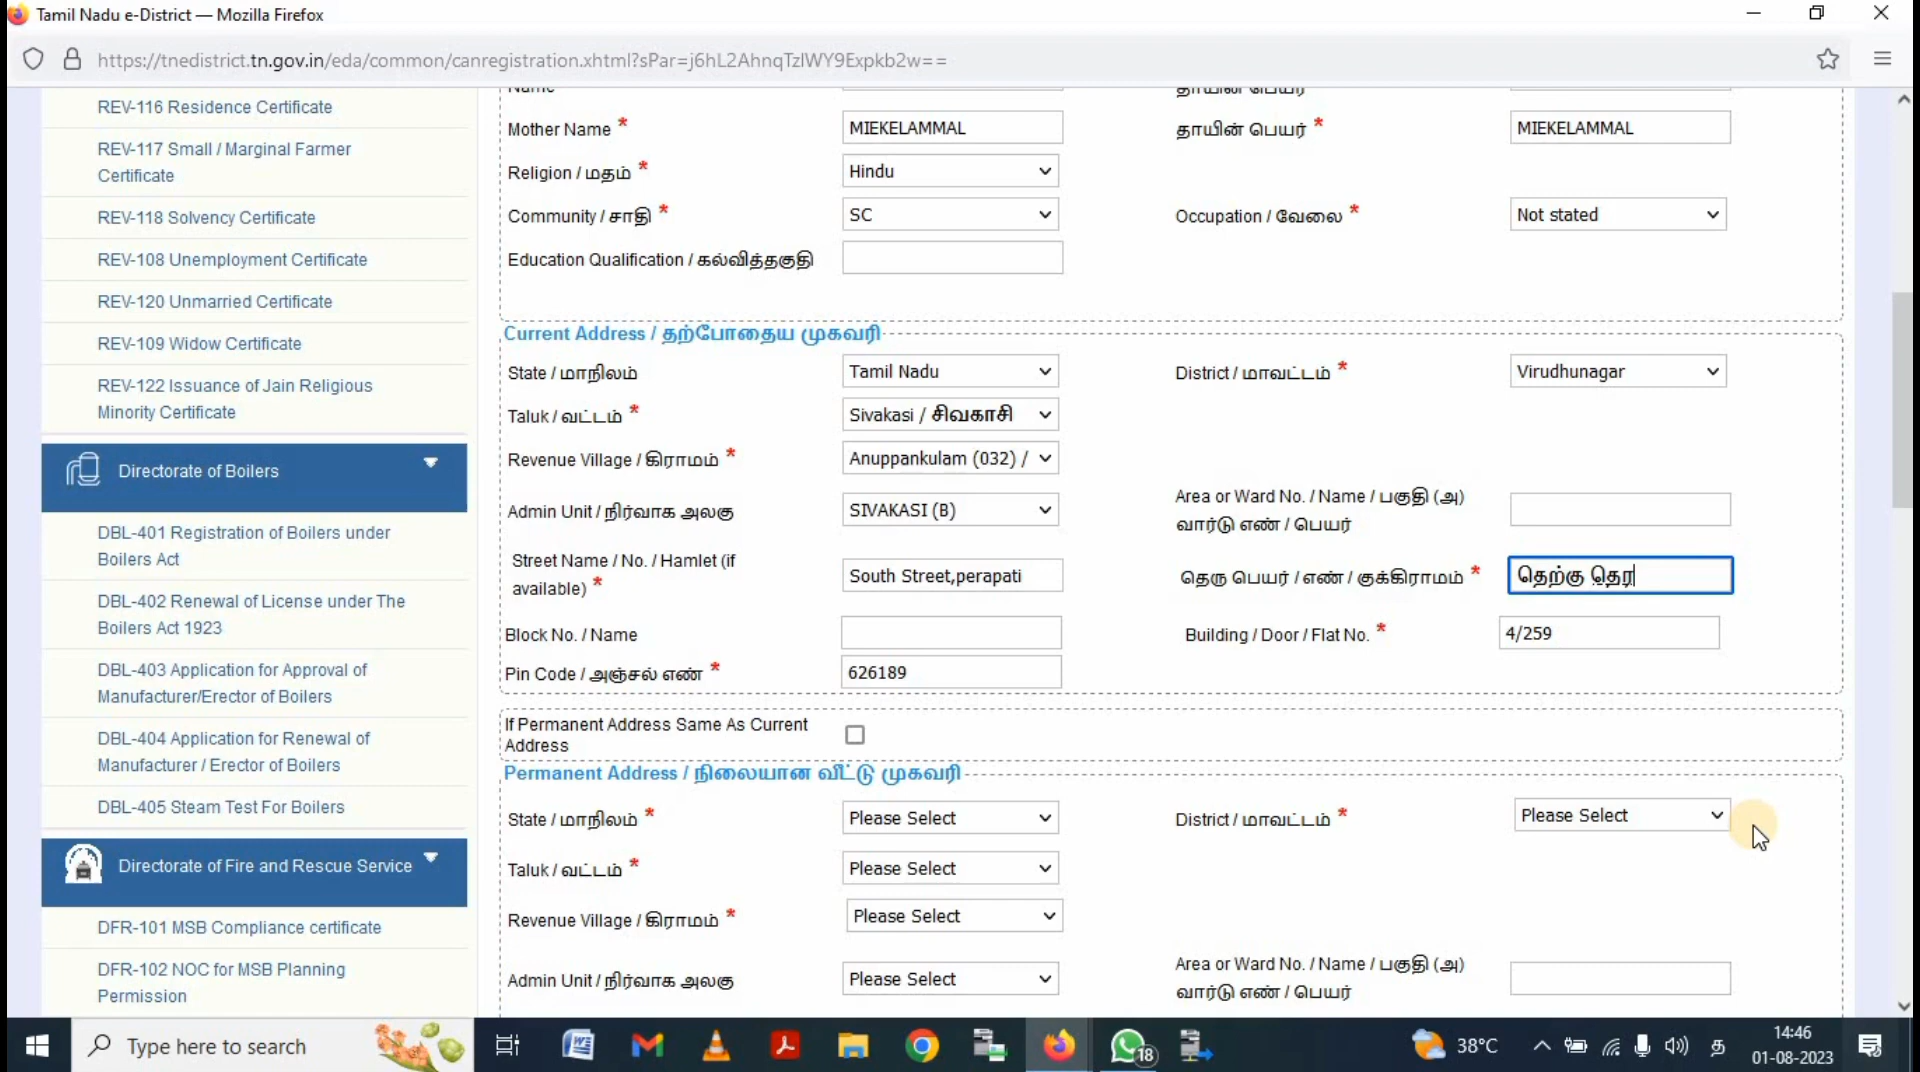 Tamil Nadu e-District — Mozilla Firefox
https://tnedistrict.tn.gov.in/eda/common/canregistration.xhtml?sPar=j6hL2AhnqTzlWY9Expkb2w==
REV-116 Residence Certificate
REV-117 Small / Marginal Farmer
Certificate
REV-118 Solvency Certificate
REV-108 Unemployment Certificate
REV-120 Unmarried Certificate
REV-109 Widow Certificate
REV-122 Issuance of Jain Religious
Minority Certificate
Directorate of Boilers
DBL-401 Registration of Boilers under
Boilers Act
DBL-402 Renewal of License under The
Boilers Act 1923
DBL-403 Application for Approval of
Manufacturer/Erector of Boilers
DBL-404 Application for Renewal of
Manufacturer / Erector of Boilers
DBL-405 Steam Test For Boilers
Directorate of Fire and Rescue Service
DFR-101 MSB Compliance certificate
DFR-102 NOC for MSB Planning
Permission
Name தாயின் பெயர்
Mother Name * MIEKELAMMAL தாயின் பெயர் * MIEKELAMMAL
Religion / மதம் * Hindu
Community / சாதி * SC Occupation / வேலை * Not stated
Education Qualification / கல்வித்தகுதி
Current Address / தற்போதைய முகவரி
State / மாநிலம் Tamil Nadu District / மாவட்டம் * Virudhunagar
Taluk / வட்டம் * Sivakasi / சிவகாசி
Revenue Village / கிராமம் * Anuppankulam (032) /
Admin Unit / நிர்வாக அலகு SIVAKASI (B) Area or Ward No. / Name / பகுதி (அ)
வார்டு எண் / பெயர்
Street Name / No. / Hamlet (if
available) * South Street,perapati தெரு பெயர் / எண் / குக்கிராமம் * தெற்கு தெர
Block No. / Name Building / Door / Flat No. * 4/259
Pin Code / அஞ்சல் எண் * 626189
If Permanent Address Same As Current
Address
Permanent Address / நிலையான வீட்டு முகவரி
State / மாநிலம் * Please Select District / மாவட்டம் * Please Select
Taluk / வட்டம் * Please Select
Revenue Village / கிராமம் * Please Select
Admin Unit / நிர்வாக அலகு Please Select Area or Ward No. / Name / பகுதி (அ)
வார்டு எண் / பெயர்
Type here to search 18 38°C த 14:46
01-08-2023